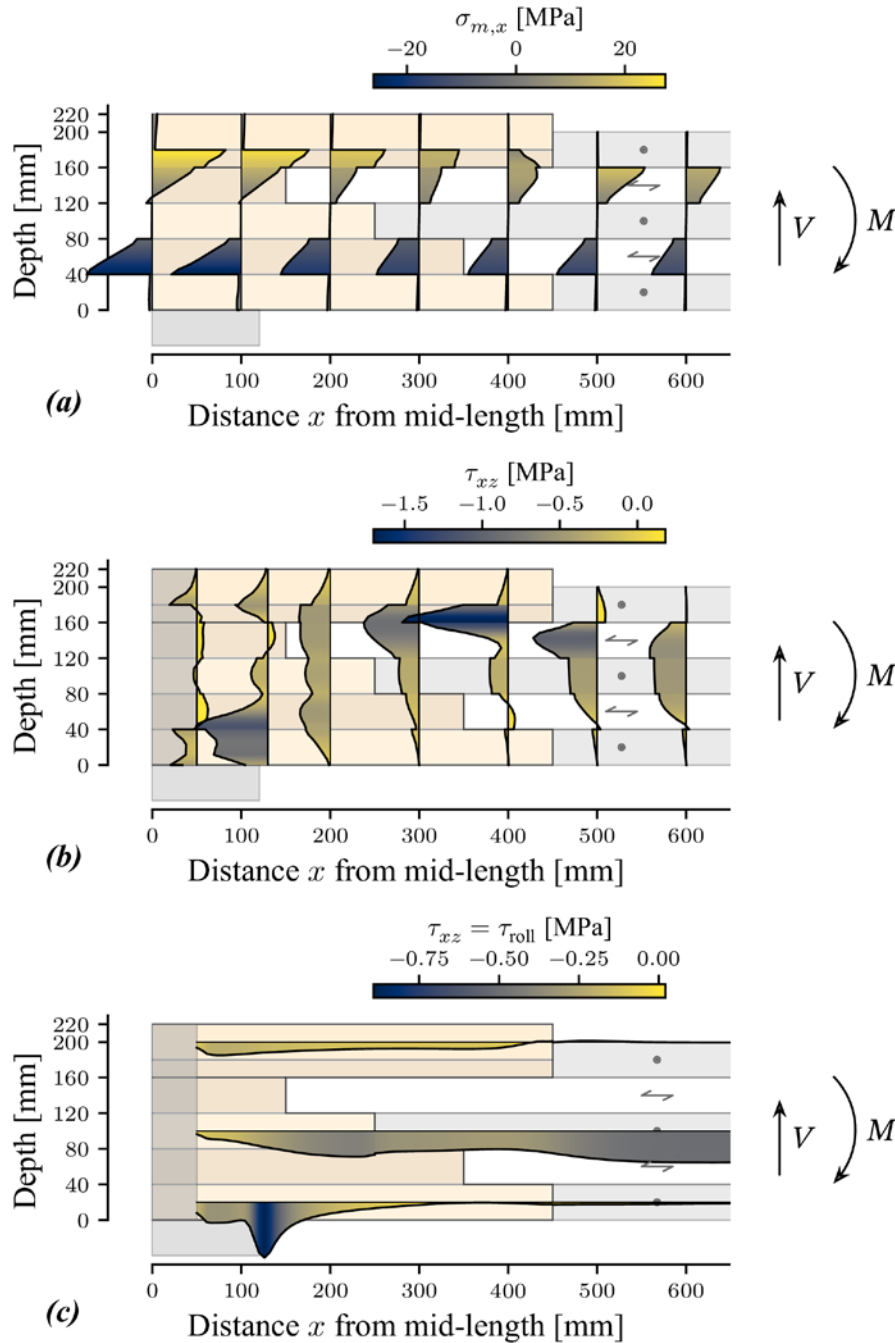 σm,x [MPa]
−20 0 20
220
200
160
120
80
40
0
Depth [mm]
V
M
0 100 200 300 400 500 600
(a)
Distance x from mid-length [mm]
τxz [MPa]
−1.5 −1.0 −0.5 0.0
220
200
160
120
80
40
0
Depth [mm]
V
M
0 100 200 300 400 500 600
(b)
Distance x from mid-length [mm]
τxz = τroll [MPa]
−0.75 −0.50 −0.25 0.00
220
200
160
120
80
40
0
Depth [mm]
V
M
0 100 200 300 400 500 600
(c)
Distance x from mid-length [mm]